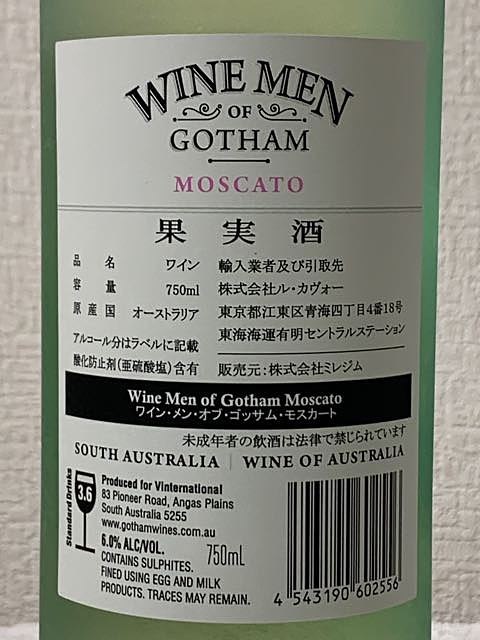 WINE MEN
OF
GOTHAM
MOSCATO
果実酒
品名 ワイン 輸入業者及び引取先
容量 750ml 株式会社ル・カヴォー
原産国 オーストラリア 東京都江東区青海四丁目4番18号
東海海運有明セントラルステーション
アルコール分はラベルに記載
酸化防止剤(亜硫酸塩)含有 販売元:株式会社ミレジム
Wine Men of Gotham Moscato
ワイン・メン・オブ・ゴッサム・モスカート
未成年者の飲酒は法律で禁じられています
SOUTH AUSTRALIA | WINE OF AUSTRALIA
Standard Drinks
3.6
Produced for Vinternational
83 Pioneer Road, Angas Plains
South Australia 5255
www.gothamwines.com.au
6.0% ALC/VOL. 750mL
CONTAINS SULPHITES.
FINED USING EGG AND MILK
PRODUCTS. TRACES MAY REMAIN.
4 543190 602556